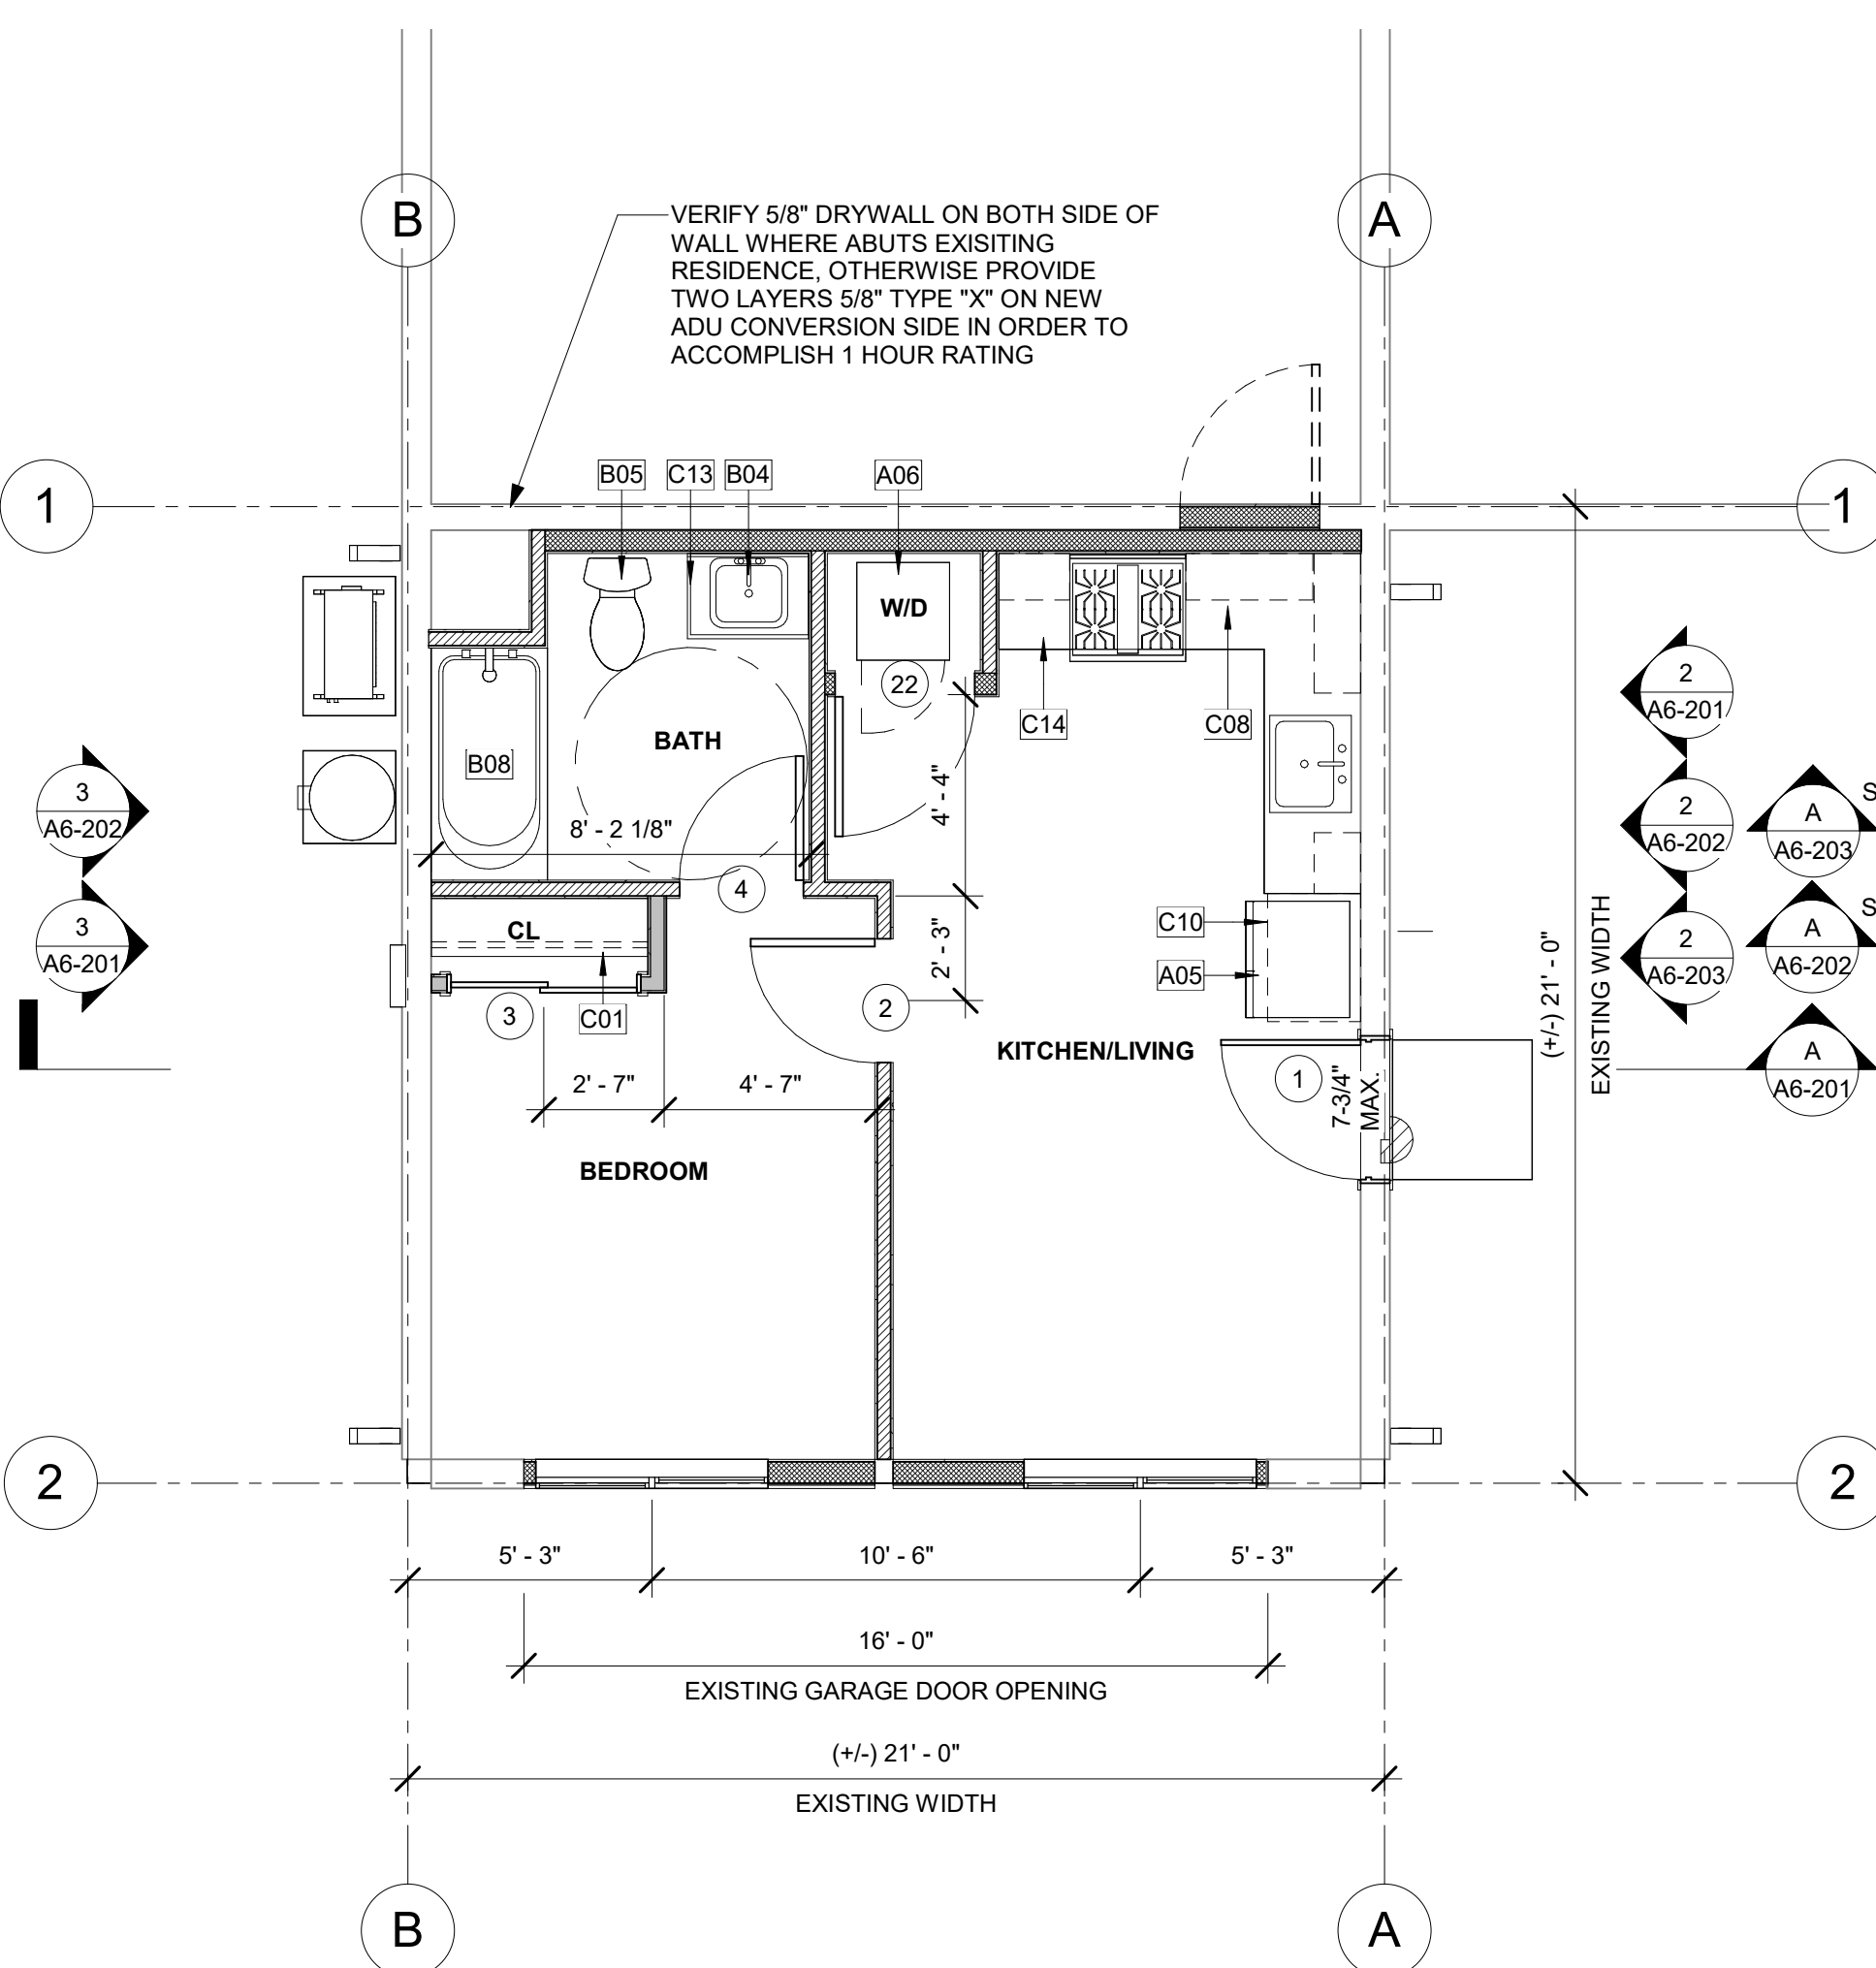 B
A
VERIFY 5/8" DRYWALL ON BOTH SIDE OF
WALL WHERE ABUTS EXISITING
RESIDENCE, OTHERWISE PROVIDE
TWO LAYERS 5/8" TYPE "X" ON NEW
ADU CONVERSION SIDE IN ORDER TO
ACCOMPLISH 1 HOUR RATING
1
B05
C13
B04
A06
1
W/D
22
BATH
B08
C14
C08
2
A6-201
3
A6-202
8' - 2 1/8"
4' - 4"
2
A6-202
A
A6-203
S
4
3
A6-201
CL
C01
3
2' - 3"
2
C10
A05
2
A6-203
A
A6-202
S
(+/-) 21' - 0"
EXISTING WIDTH
KITCHEN/LIVING
2' - 7"
4' - 7"
1
7-3/4"
MAX.
A
A6-201
BEDROOM
2
2
5' - 3"
10' - 6"
5' - 3"
16' - 0"
EXISTING GARAGE DOOR OPENING
(+/-) 21' - 0"
EXISTING WIDTH
B
A